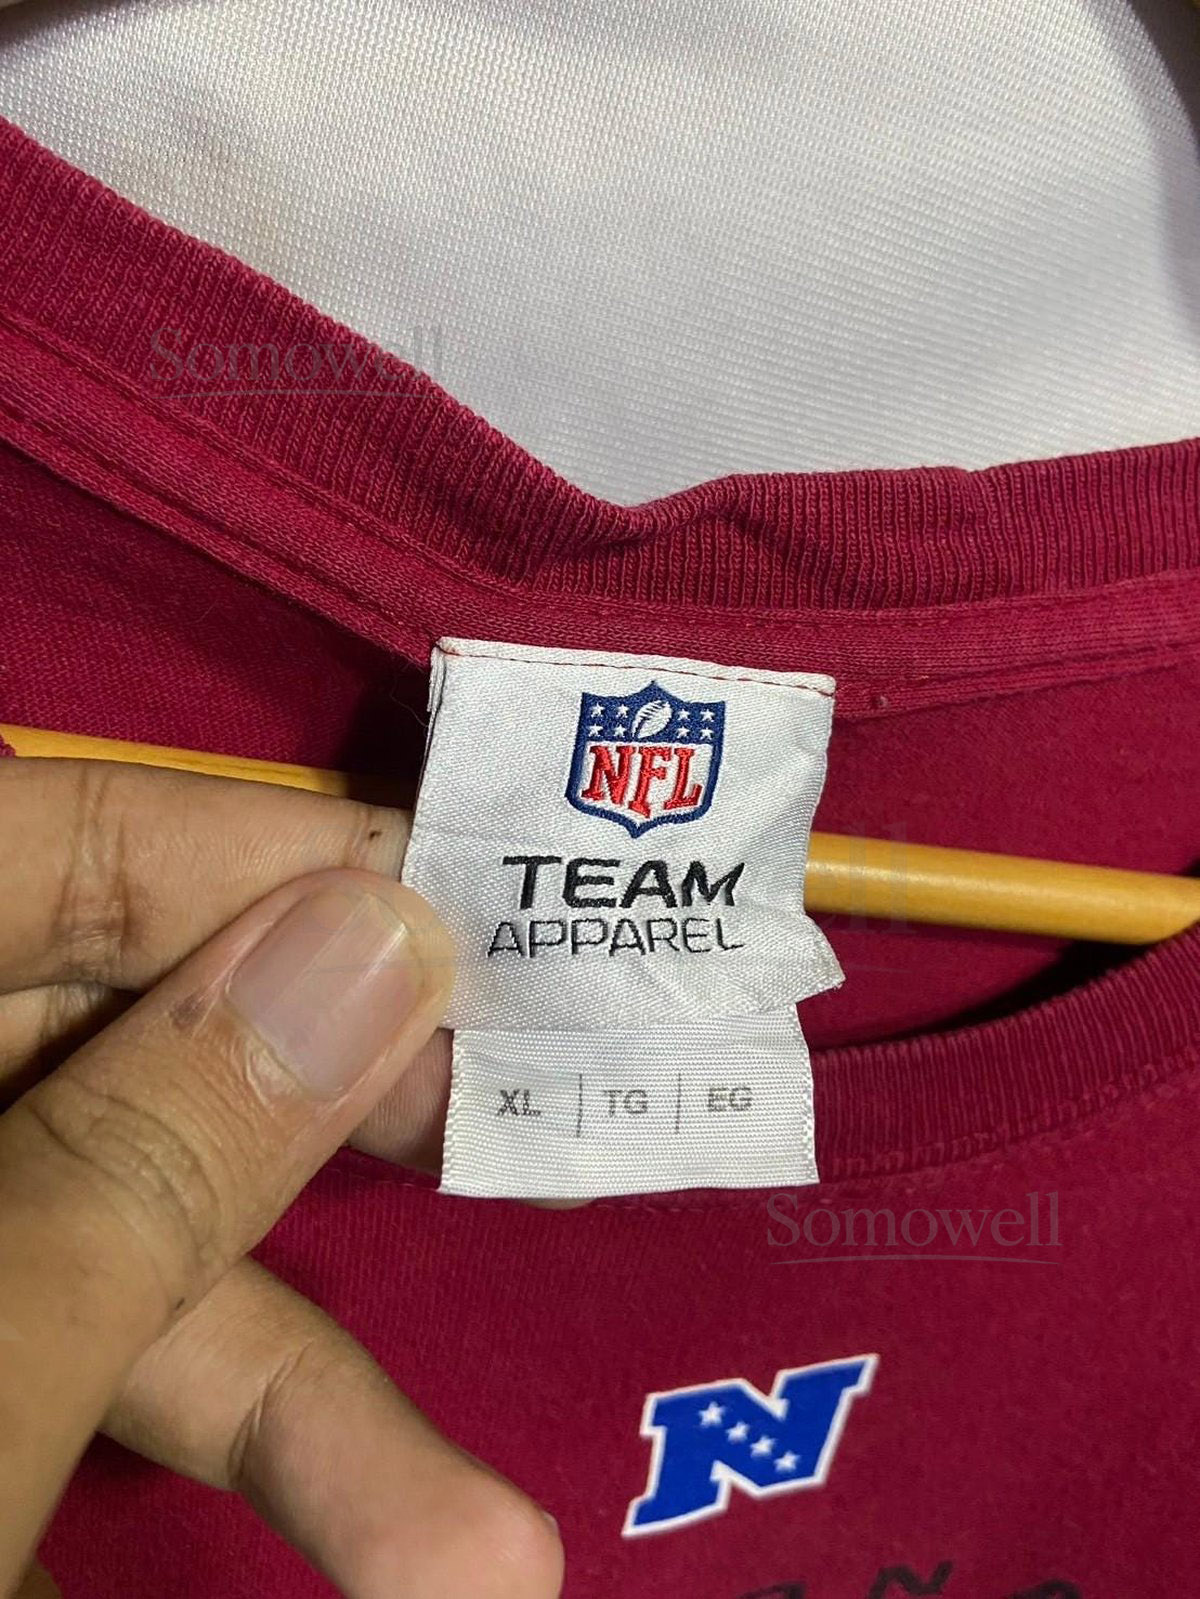 Somowell
NFL
TEAM
APPAREL
XL | TG | EG
Somowell
N